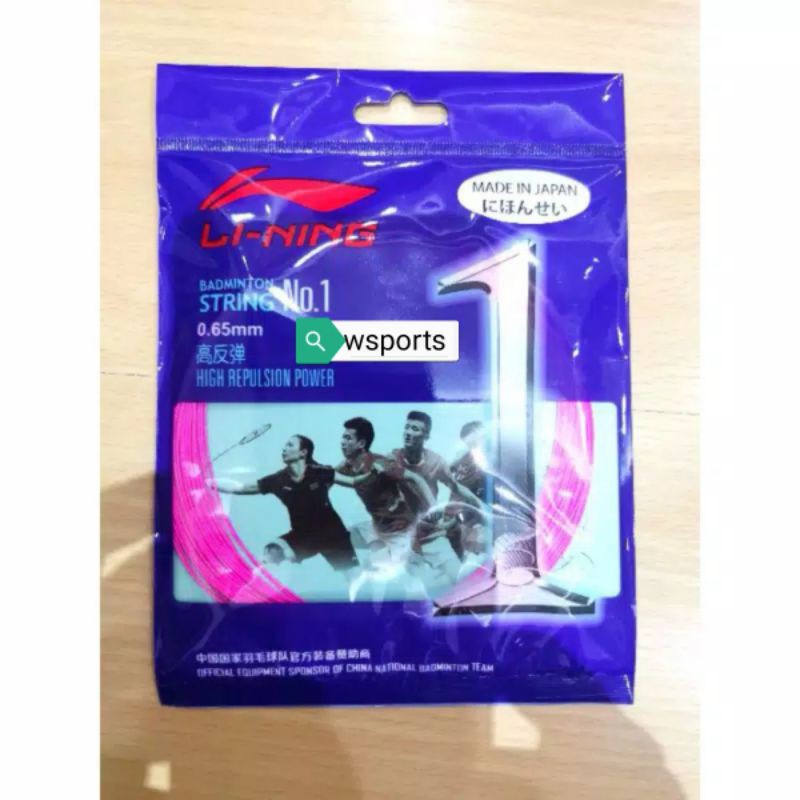 MADE IN JAPAN
にほんせい
LI-NING
BADMINTON
STRING No.1
0.65mm
wsports
高反弹
HIGH REPULSION POWER
1
中国国家羽毛球队官方装备赞助商
OFFICIAL EQUIPMENT SPONSOR OF CHINA NATIONAL BADMINTON TEAM